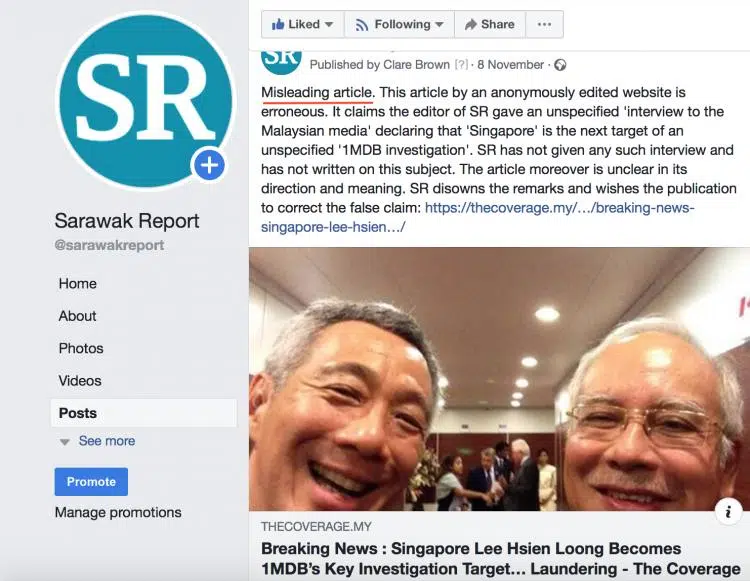 Liked
Following
Share
SR
SR
Published by Clare Brown [?] · 8 November ·
Misleading article. This article by an anonymously edited website is
erroneous. It claims the editor of SR gave an unspecified 'interview to the
Malaysian media' declaring that 'Singapore' is the next target of an
unspecified '1MDB investigation'. SR has not given any such interview and
has not written on this subject. The article moreover is unclear in its
direction and meaning. SR disowns the remarks and wishes the publication
to correct the false claim: https://thecoverage.my/…/breaking-news-
singapore-lee-hsien…/
Sarawak Report
@sarawakreport
Home
About
Photos
Videos
Posts
See more
Promote
Manage promotions
THECOVERAGE.MY
Breaking News : Singapore Lee Hsien Loong Becomes
1MDB's Key Investigation Target... Laundering - The Coverage